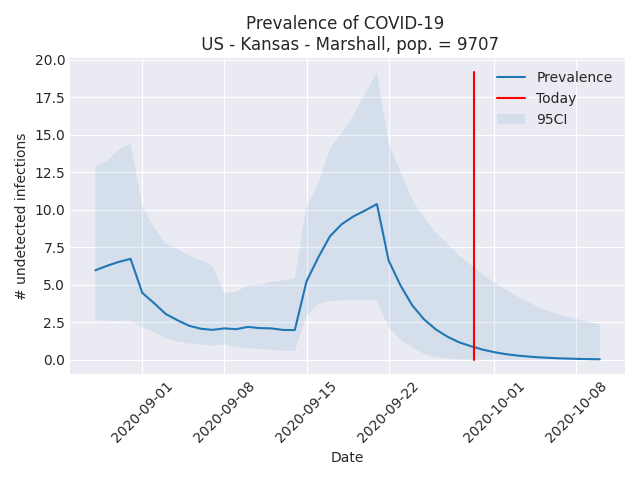 Prevalence of COVID-19
US - Kansas - Marshall, pop. = 9707
20.0
17.5
15.0
12.5
10.0
7.5
5.0
2.5
0.0
# undetected infections
Prevalence
Today
95CI
2020-09-01
2020-09-08
2020-09-15
2020-09-22
2020-10-01
2020-10-08
Date